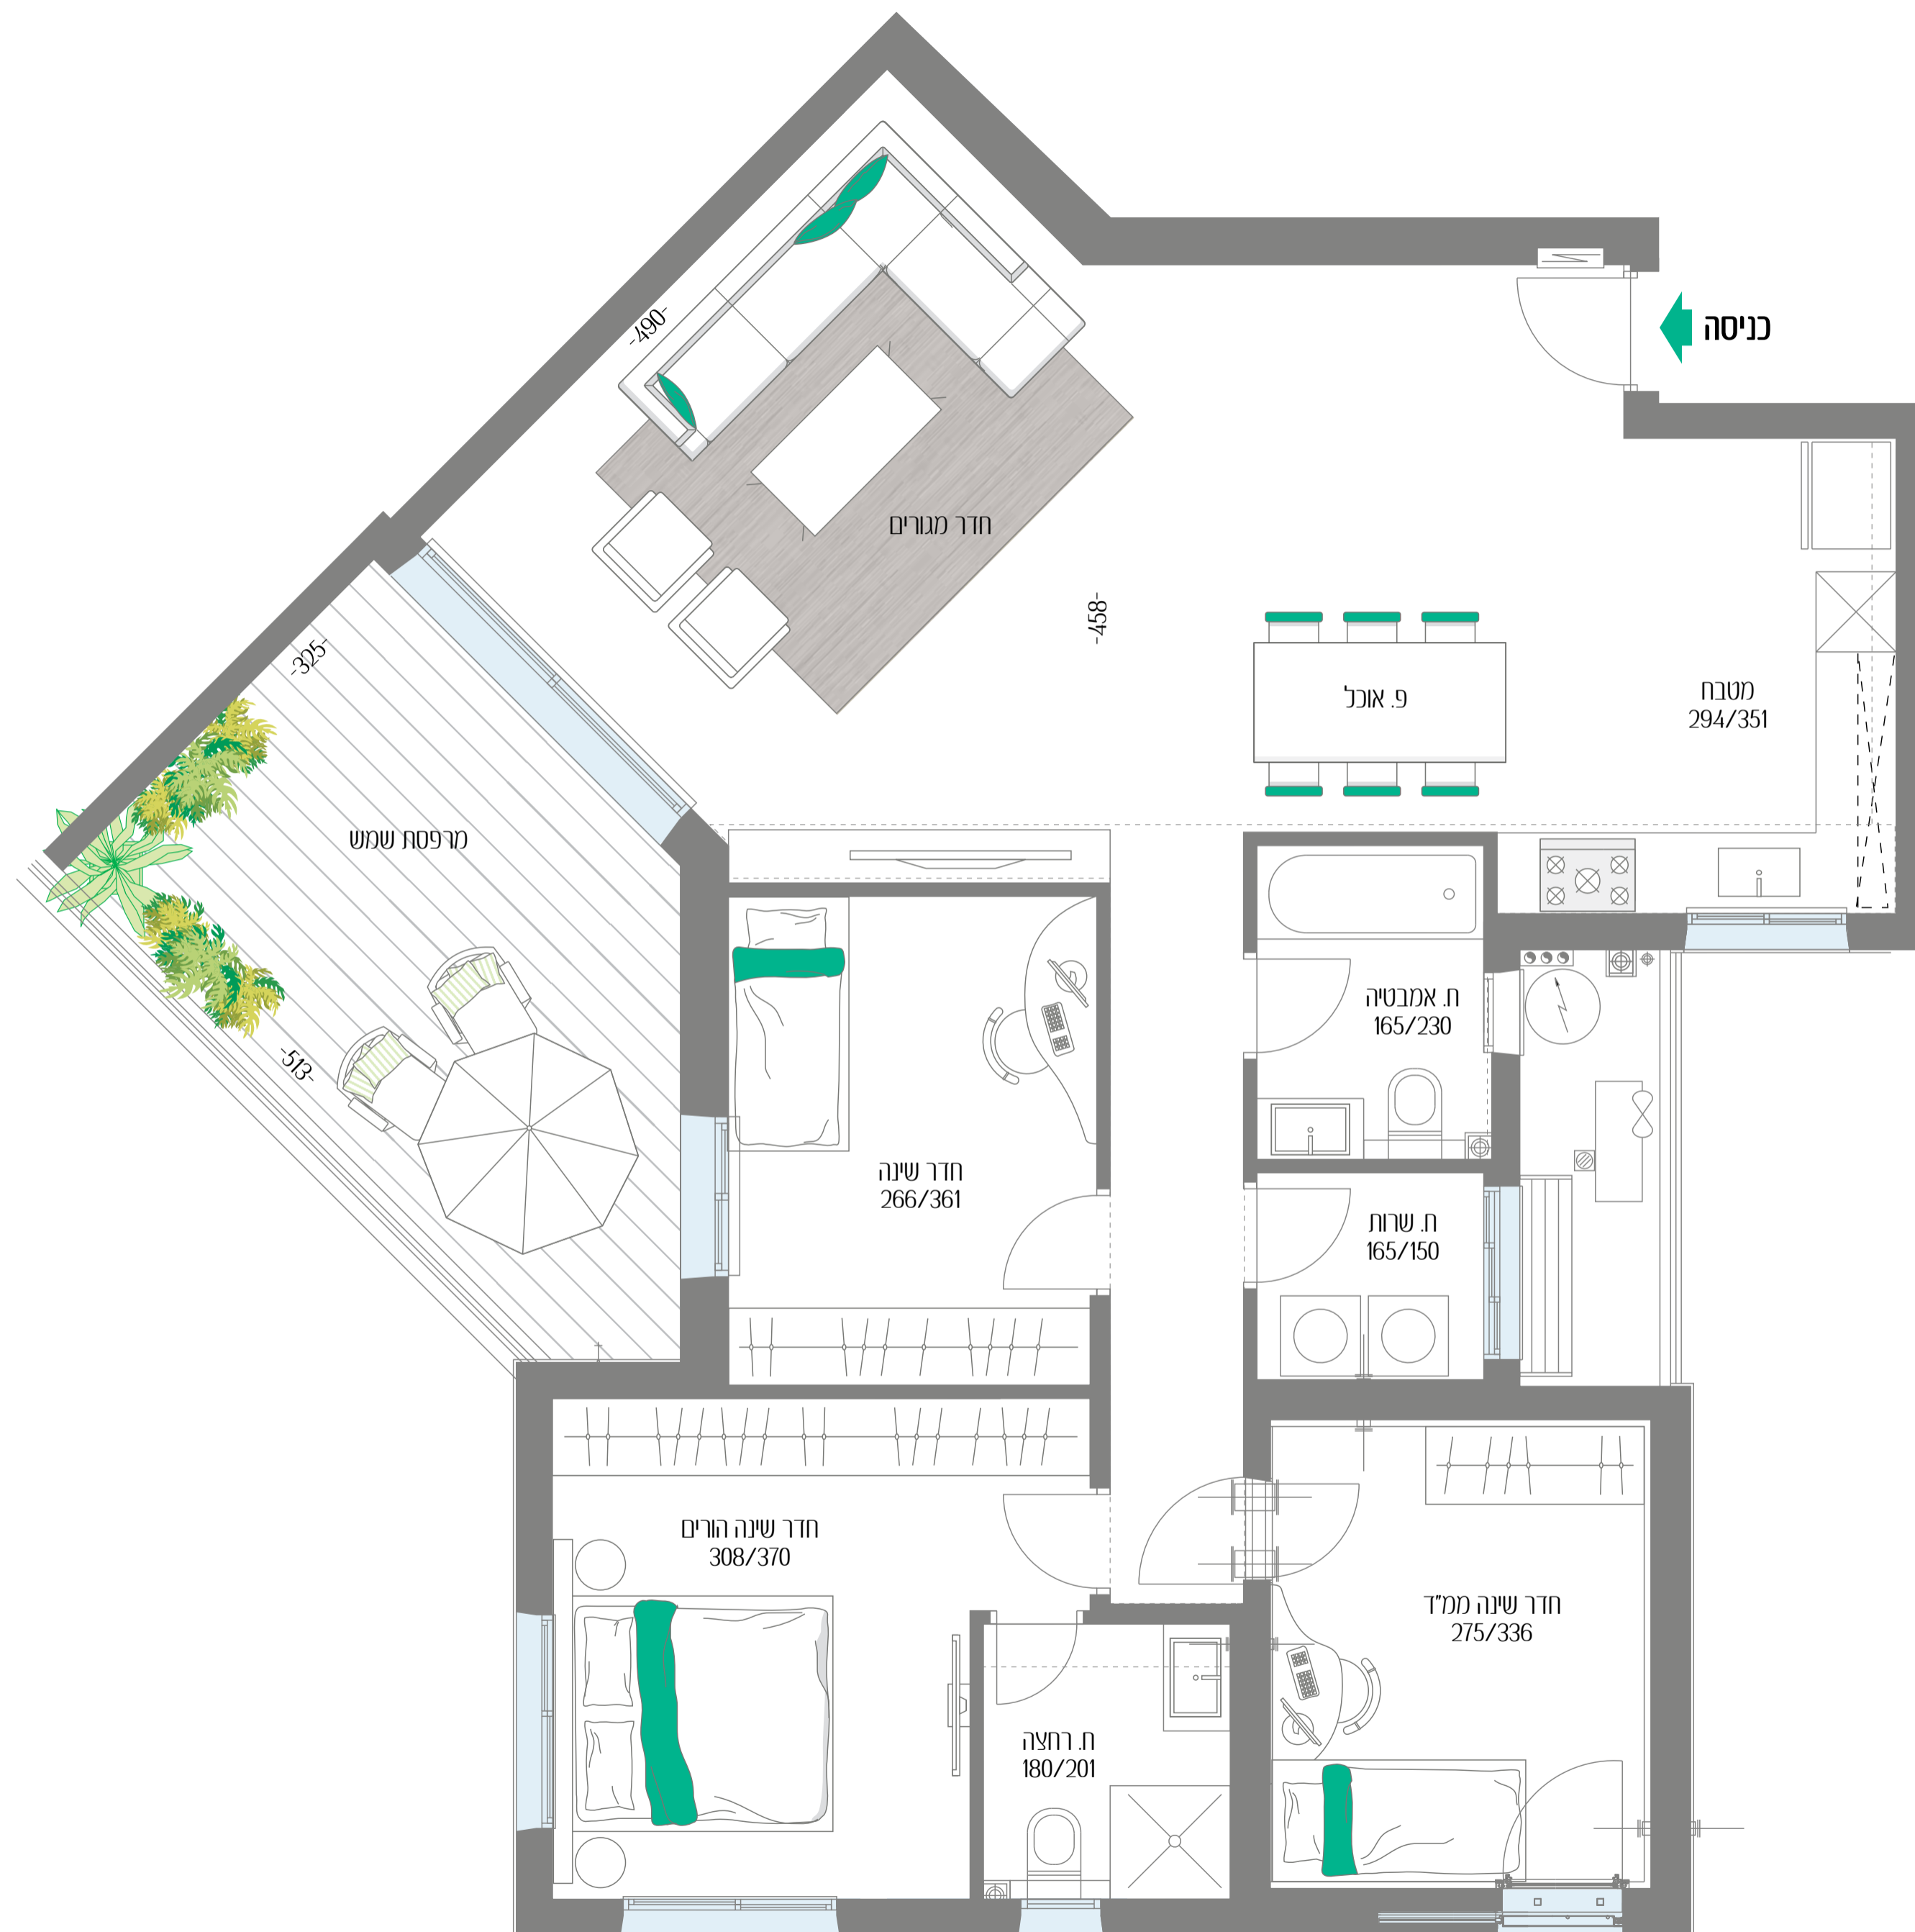 כניסה
-490-
חדר מגורים
-458-
פ. אוכל
מטבח
294/351
-325-
מרפסת שמש
-513-
ח. אמבטיה
165/230
חדר שינה
266/361
ח. שרות
165/150
חדר שינה הורים
308/370
חדר שינה ממ"ד
275/336
ח. רחצה
180/201